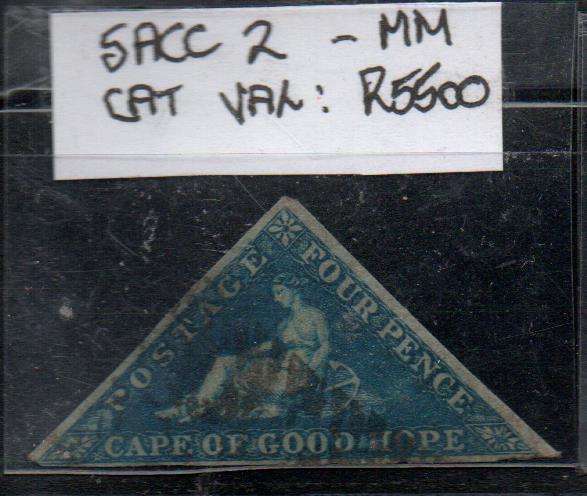 SACC 2 - MM
CAT VAL: R5500
POSTAGE
FOUR PENCE
CAPE OF GOOD HOPE